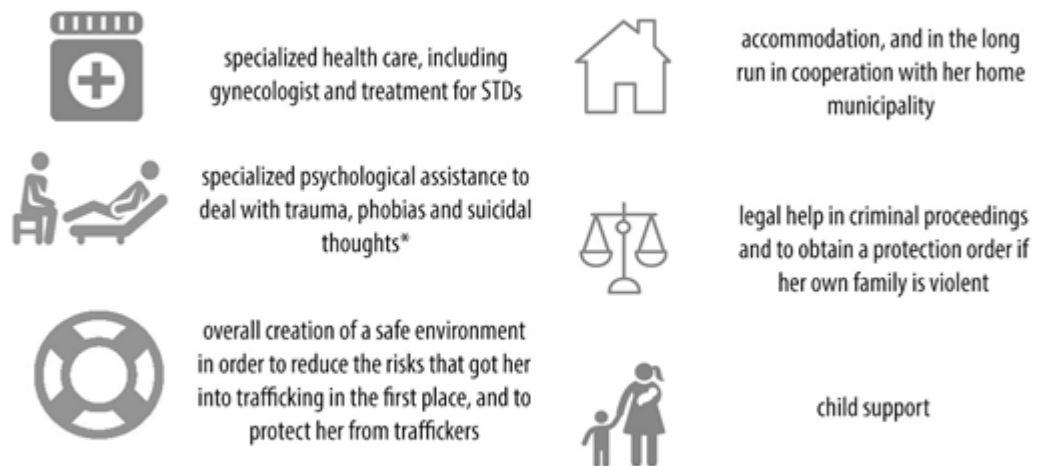 specialized health care, including
gynecologist and treatment for STDs
specialized psychological assistance to
deal with trauma, phobias and suicidal
thoughts*
overall creation of a safe environment
in order to reduce the risks that got her
into trafficking in the first place, and to
protect her from traffickers
accommodation, and in the long
run in cooperation with her home
municipality
legal help in criminal proceedings
and to obtain a protection order if
her own family is violent
child support